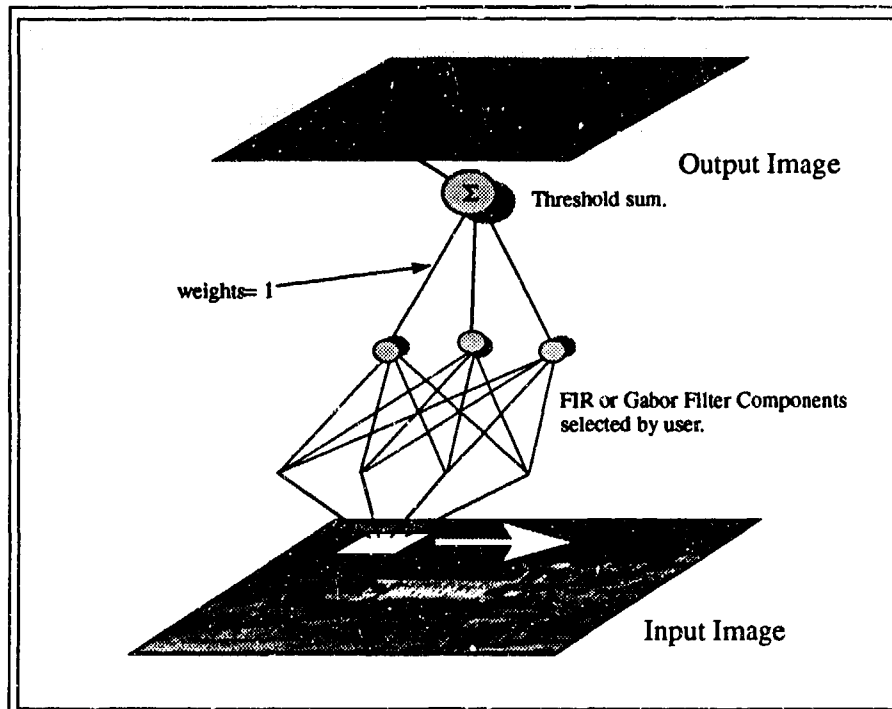 Output Image
Σ
Threshold sum.
weights= 1
FIR or Gabor Filter Components
selected by user.
Input Image